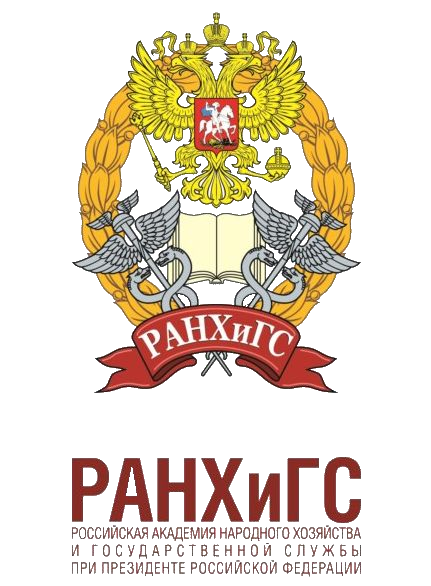 РАНХиГС
РАНХиГС
РОССИЙСКАЯ АКАДЕМИЯ НАРОДНОГО ХОЗЯЙСТВА
И ГОСУДАРСТВЕННОЙ СЛУЖБЫ
ПРИ ПРЕЗИДЕНТЕ РОССИЙСКОЙ ФЕДЕРАЦИИ